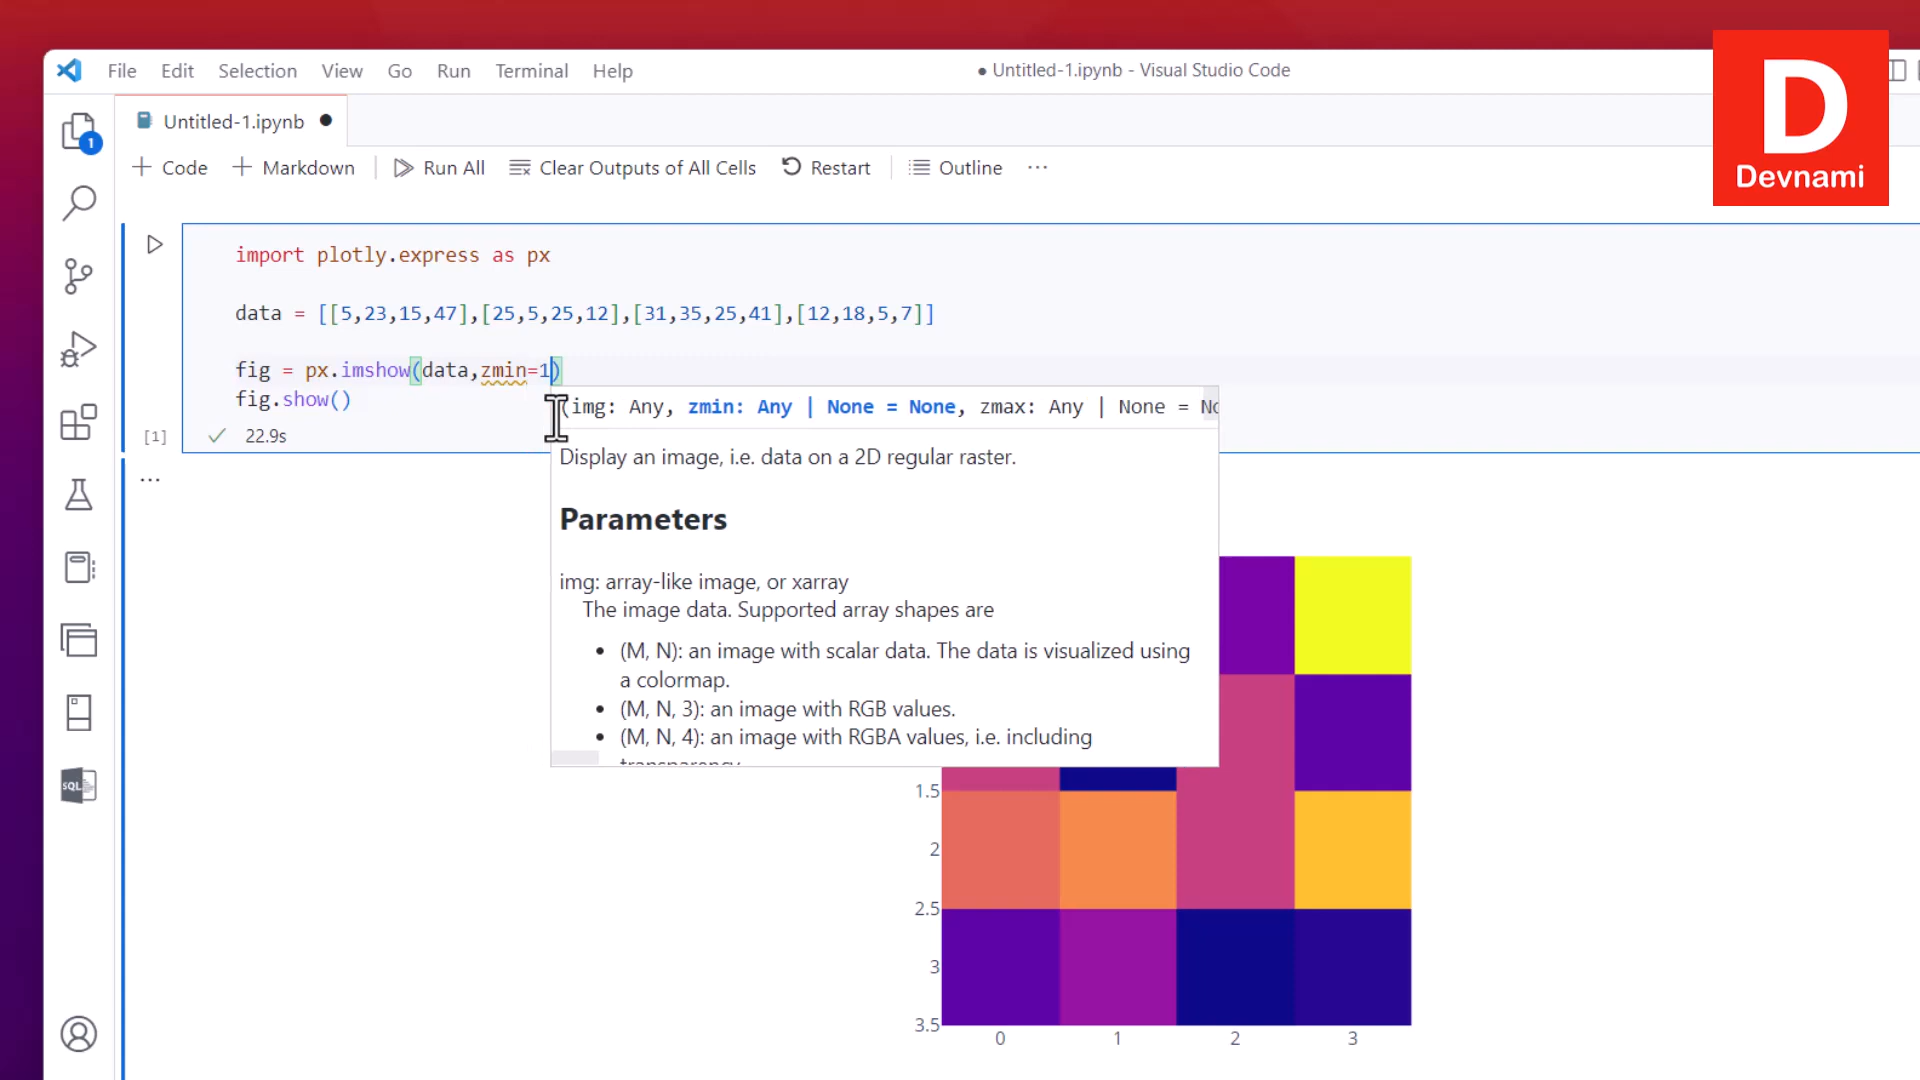 File Edit Selection View Go Run Terminal Help
● Untitled-1.ipynb - Visual Studio Code
D
Devnami
1
Untitled-1.ipynb ●
+ Code + Markdown Run All Clear Outputs of All Cells Restart Outline ...
import plotly.express as px
data = [[5,23,15,47],[25,5,25,12],[31,35,25,41],[12,18,5,7]]
fig = px.imshow(data,zmin=1)
fig.show()
[1] ✓ 22.9s
...
(img: Any, zmin: Any | None = None, zmax: Any | None = No
Display an image, i.e. data on a 2D regular raster.
Parameters
img: array-like image, or xarray
The image data. Supported array shapes are
• (M, N): an image with scalar data. The data is visualized using
a colormap.
• (M, N, 3): an image with RGB values.
• (M, N, 4): an image with RGBA values, i.e. including
transparency
SQL
1.5
2
2.5
3
3.5
0 1 2 3